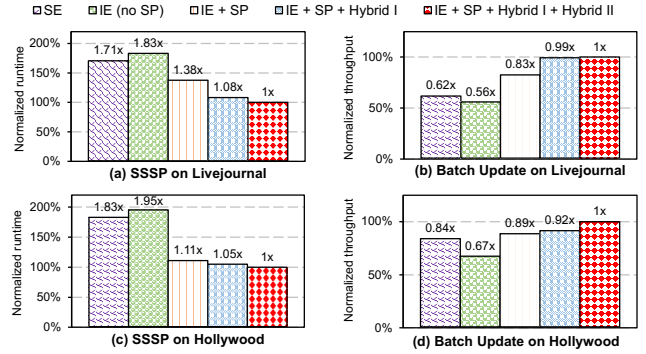 SE IE (no SP) IE + SP IE + SP + Hybrid I IE + SP + Hybrid I + Hybrid II
Normalized runtime
200%
150%
100%
50%
0%
1.71x 1.83x 1.38x 1.08x 1x
(a) SSSP on Livejournal
Normalized throughput
100%
50%
0%
0.62x 0.56x 0.83x 0.99x 1x
(b) Batch Update on Livejournal
Normalized runtime
200%
150%
100%
50%
0%
1.83x 1.95x 1.11x 1.05x 1x
(c) SSSP on Hollywood
Normalized throughput
100%
50%
0%
0.84x 0.67x 0.89x 0.92x 1x
(d) Batch Update on Hollywood